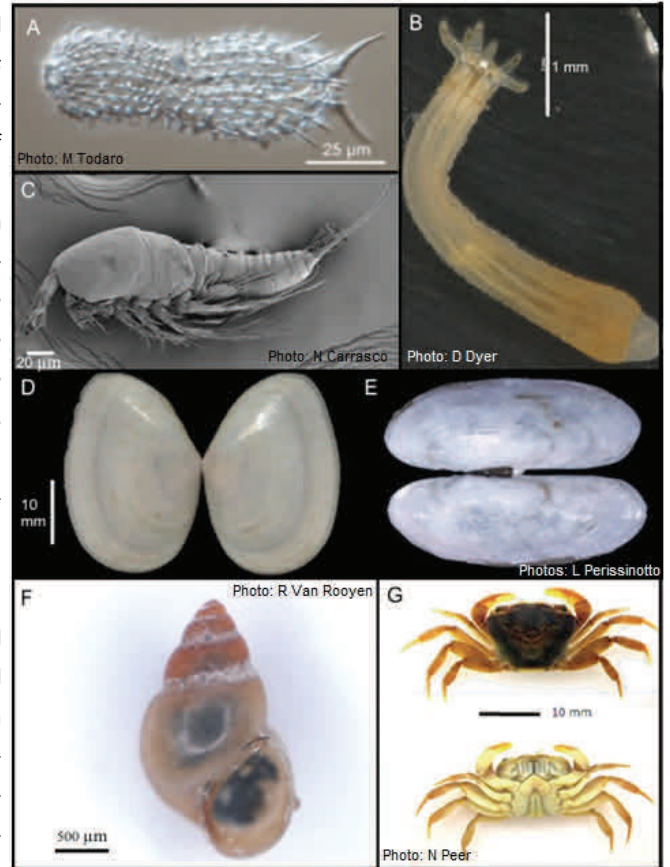 A
25 µm
Photo: M Todaro
B
1 mm
Photo: D Dyer
C
20 µm
Photo: N Carrasco
D
10
mm
E
Photos: L Perissinotto
F
Photo: R Van Rooyen
500 µm
G
10 mm
Photo: N Peer